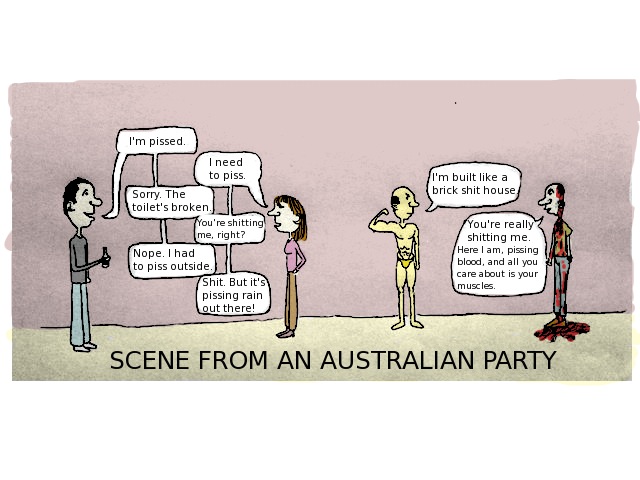 I'm pissed.
I need
to piss.
Sorry. The
toilet's broken.
You're shitting
me, right?
Nope. I had
to piss outside.
Shit. But it's
pissing rain
out there!
I'm built like a
brick shit house.
You're really
shitting me.
Here I am, pissing
blood, and all you
care about is your
muscles.
SCENE FROM AN AUSTRALIAN PARTY